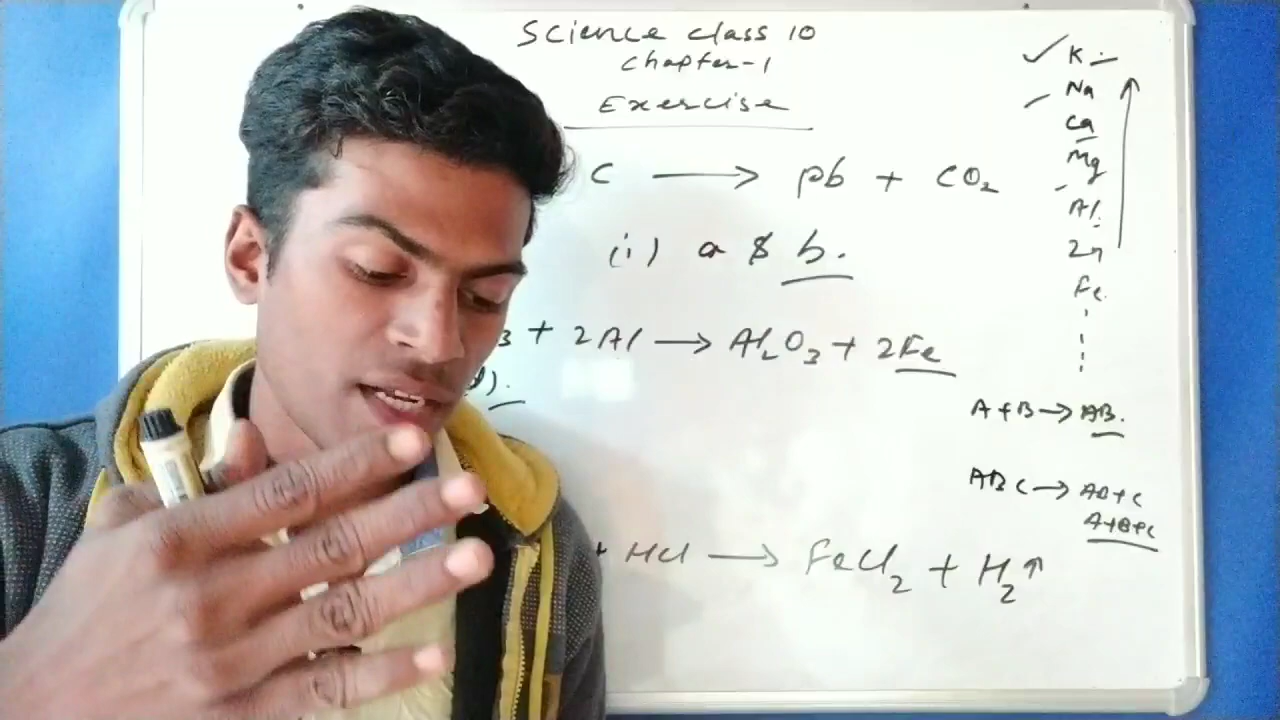 Science class 10
Chapter-1
Exercise
C → pb + CO₂
(i) a & b.
3 + 2Al → Al₂O₃ + 2Fe
d).
+ HCl → FeCl₂ + H₂↑
✓ K
Na
Ca
Mg
Al
Zn
Fe
A+B → AB.
ABC → AB+C
A+B+C